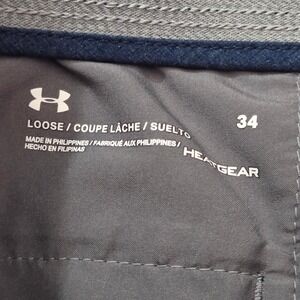 34
LOOSE / COUPE LÂCHE / SUELTO
MADE IN PHILIPPINES / FABRIQUÉ AUX PHILIPPINES /
HECHO EN FILIPINAS
HEATGEAR